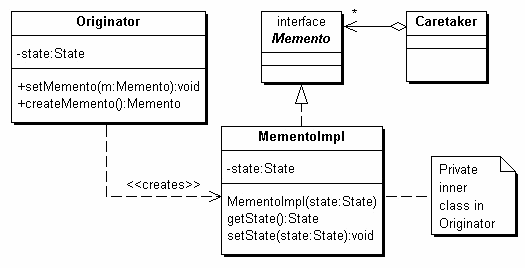 Originator
-state:State
+setMemento(m:Memento):void
+createMemento():Memento
interface
IMemento
*
Caretaker
<<creates>>
MementoImpl
-state:State
MementoImpl(state:State)
getState():State
setState(state:State):void
Private
inner
class in
Originator